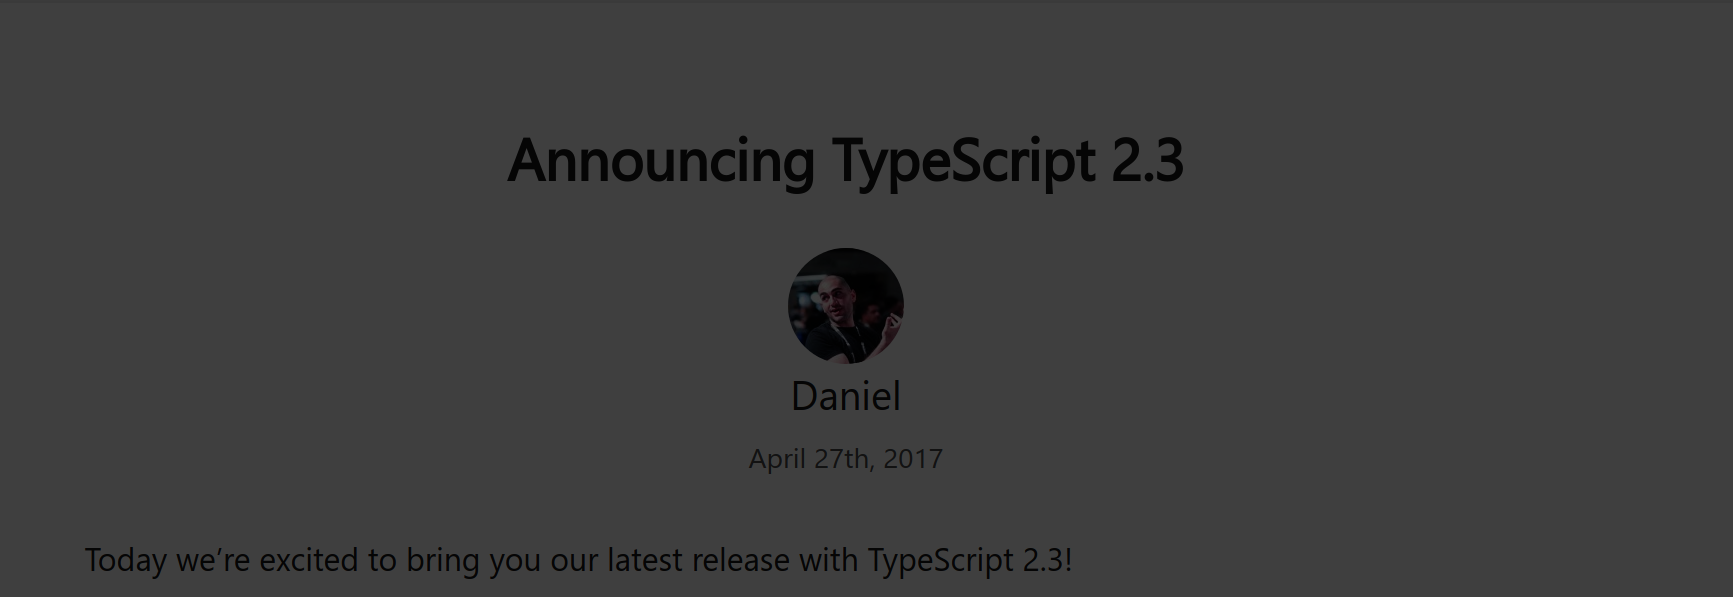 Announcing TypeScript 2.3
Daniel
April 27th, 2017
Today we’re excited to bring you our latest release with TypeScript 2.3!